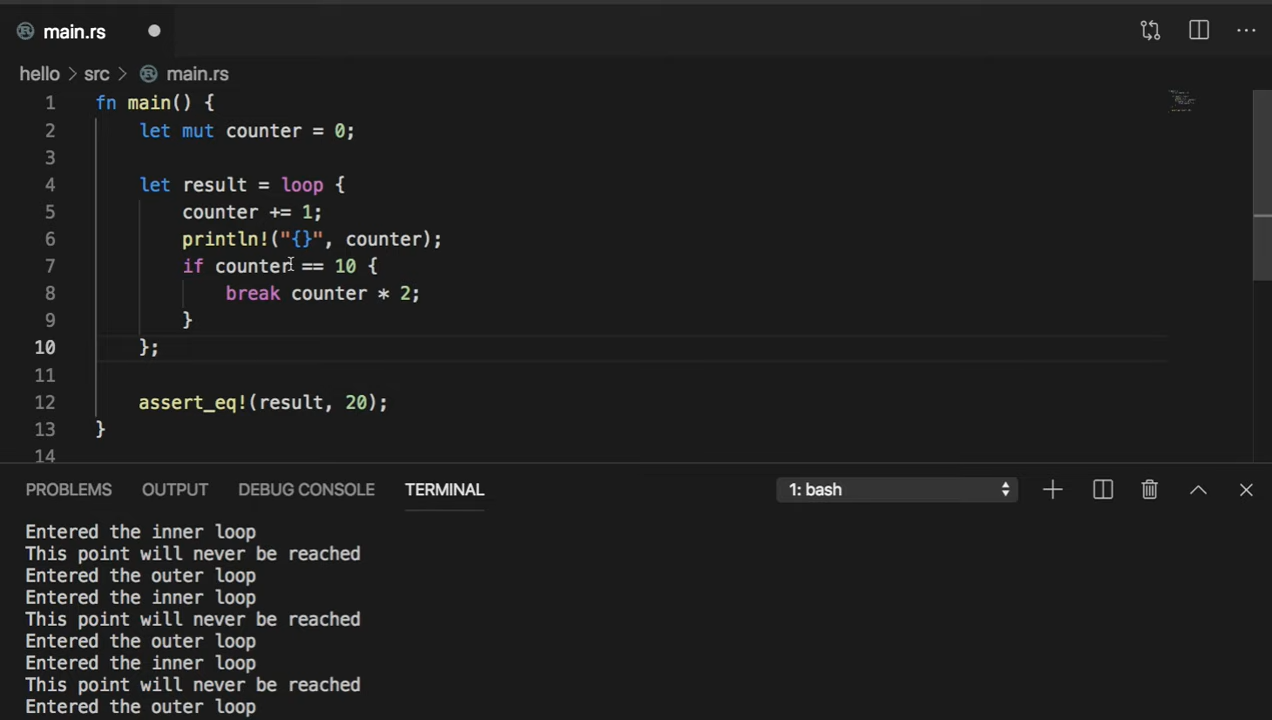 main.rs
hello > src > main.rs
1 fn main() {
2 let mut counter = 0;
3
4 let result = loop {
5 counter += 1;
6 println!("{}", counter);
7 if counter == 10 {
8 break counter * 2;
9 }
10 };
11
12 assert_eq!(result, 20);
13 }
14
PROBLEMS OUTPUT DEBUG CONSOLE TERMINAL 1: bash
Entered the inner loop
This point will never be reached
Entered the outer loop
Entered the inner loop
This point will never be reached
Entered the outer loop
Entered the inner loop
This point will never be reached
Entered the outer loop